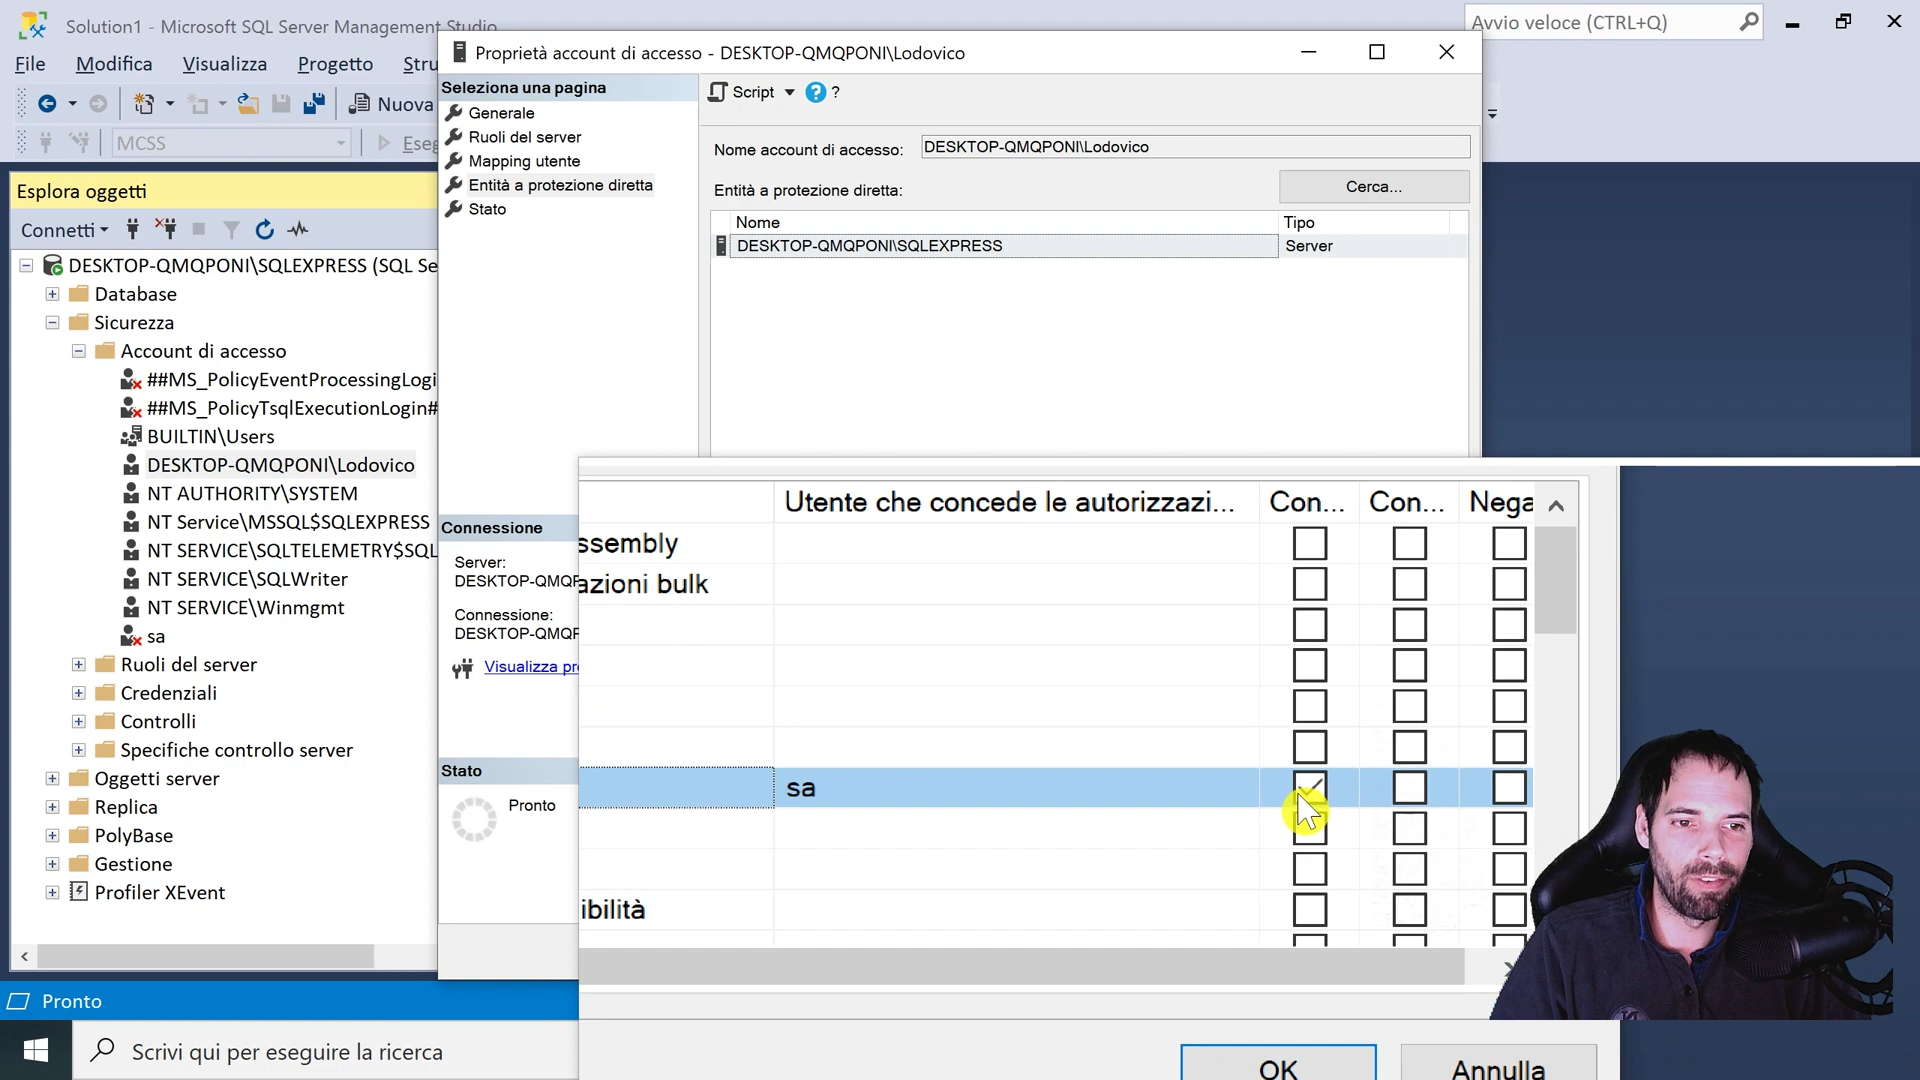 Solution1 - Microsoft SQL Server Management Studio
Avvio veloce (CTRL+Q)
File Modifica Visualizza Progetto Stru
Nuova
MCSS
Eseg
Esplora oggetti
Connetti
DESKTOP-QMQPONI\SQLEXPRESS (SQL Se
Database
Sicurezza
Account di accesso
##MS_PolicyEventProcessingLogi
##MS_PolicyTsqlExecutionLogin#
BUILTIN\Users
DESKTOP-QMQPONI\Lodovico
NT AUTHORITY\SYSTEM
NT Service\MSSQL$SQLEXPRESS
NT SERVICE\SQLTELEMETRY$SQL
NT SERVICE\SQLWriter
NT SERVICE\Winmgmt
sa
Ruoli del server
Credenziali
Controlli
Specifiche controllo server
Oggetti server
Replica
PolyBase
Gestione
Profiler XEvent
Pronto
Scrivi qui per eseguire la ricerca
Proprietà account di accesso - DESKTOP-QMQPONI\Lodovico
Seleziona una pagina
Generale
Ruoli del server
Mapping utente
Entità a protezione diretta
Stato
Connessione
Server:
DESKTOP-QMQP
Connessione:
DESKTOP-QMQP
Visualizza pr
Stato
Pronto
Script ?
Nome account di accesso: DESKTOP-QMQPONI\Lodovico
Entità a protezione diretta: Cerca...
Nome Tipo
DESKTOP-QMQPONI\SQLEXPRESS Server
Utente che concede le autorizzazi... Con... Con... Nega
ssembly
azioni bulk
sa
ibilità
OK Annulla